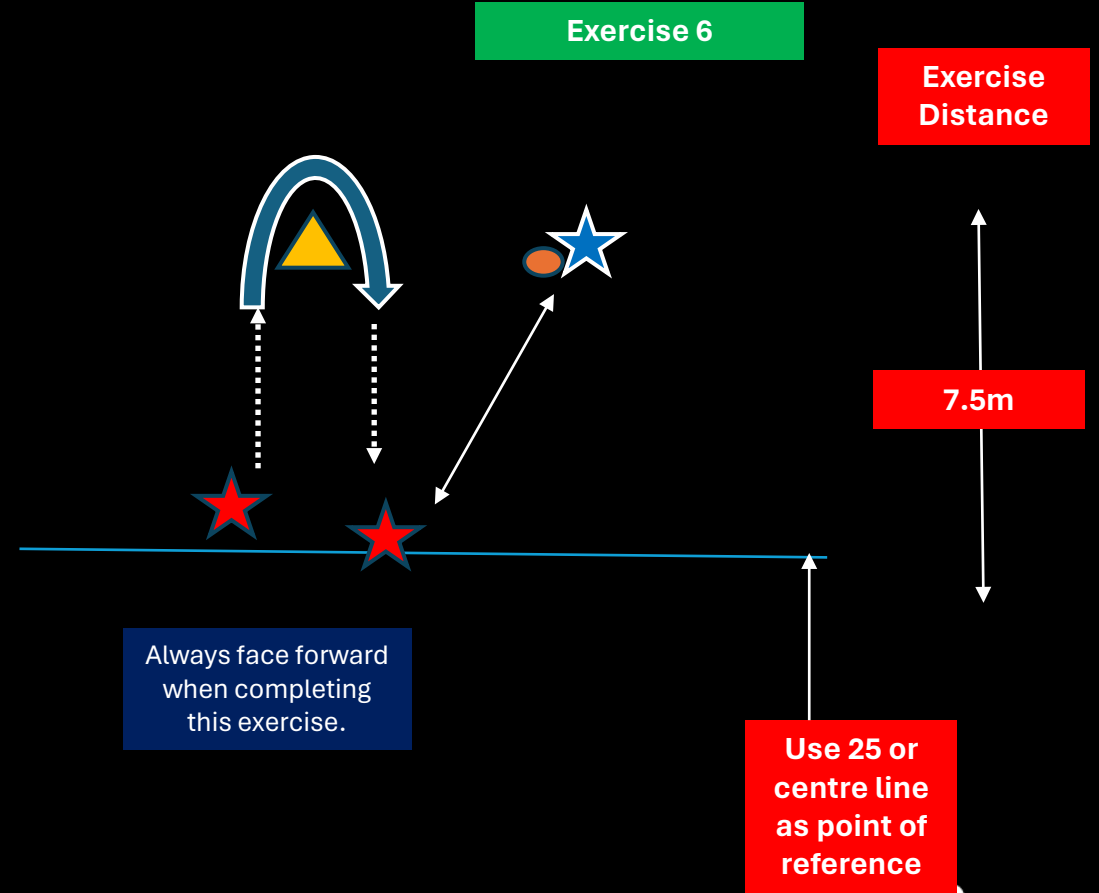 Exercise 6
Exercise
Distance
7.5m
Always face forward
when completing
this exercise.
Use 25 or
centre line
as point of
reference